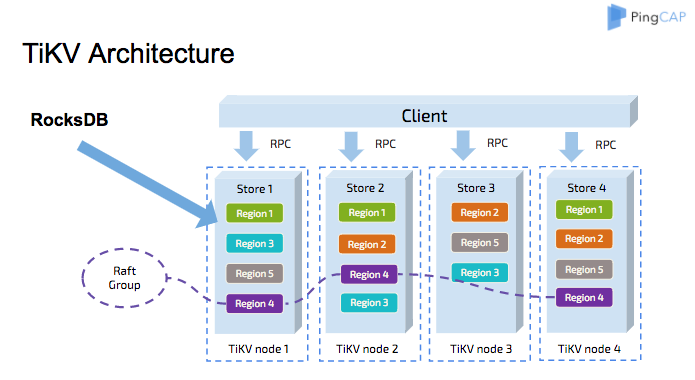 PingCAP
TiKV Architecture
RocksDB
Client
RPC
RPC
RPC
RPC
Store 1
Region 1
Region 3
Region 5
Region 4
TiKV node 1
Store 2
Region 1
Region 2
Region 4
Region 3
TiKV node 2
Store 3
Region 2
Region 5
Region 3
TiKV node 3
Store 4
Region 1
Region 2
Region 5
Region 4
TiKV node 4
Raft
Group